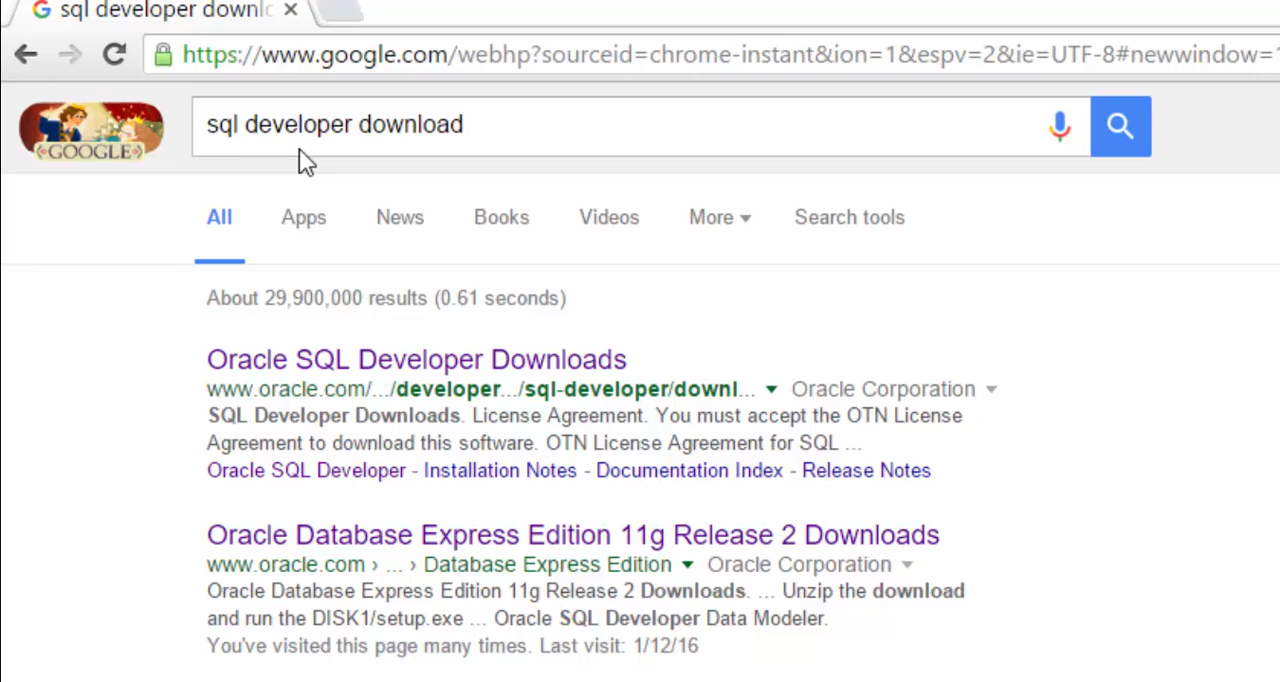 sql developer downlo
https://www.google.com/webhp?sourceid=chrome-instant&ion=1&espv=2&ie=UTF-8#newwindow=
GOOGLE
sql developer download
All Apps News Books Videos More Search tools
About 29,900,000 results (0.61 seconds)
Oracle SQL Developer Downloads
www.oracle.com/.../developer.../sql-developer/downl... Oracle Corporation
SQL Developer Downloads. License Agreement. You must accept the OTN License
Agreement to download this software. OTN License Agreement for SQL ...
Oracle SQL Developer - Installation Notes - Documentation Index - Release Notes
Oracle Database Express Edition 11g Release 2 Downloads
www.oracle.com › ... › Database Express Edition Oracle Corporation
Oracle Database Express Edition 11g Release 2 Downloads. ... Unzip the download
and run the DISK1/setup.exe ... Oracle SQL Developer Data Modeler.
You've visited this page many times. Last visit: 1/12/16